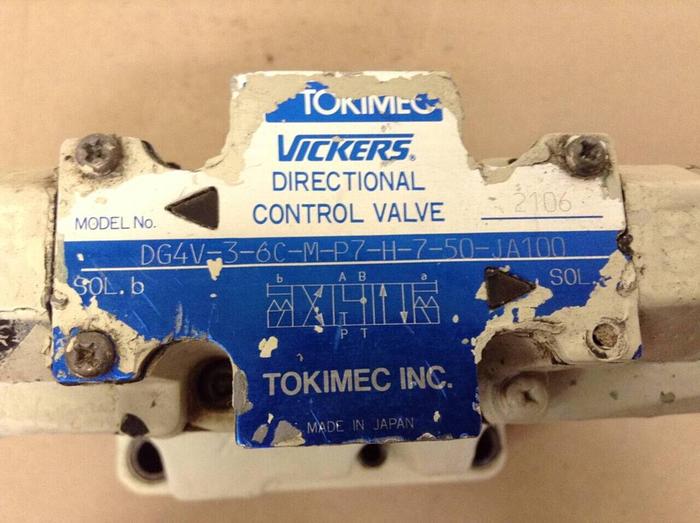 TOKIMEC
VICKERS®
DIRECTIONAL
CONTROL VALVE
2106
MODEL No.
DG4V-3-6C-M-P7-H-7-50-JA100
SOL.b
SOL.
b A B a
P T
TOKIMEC INC.
MADE IN JAPAN